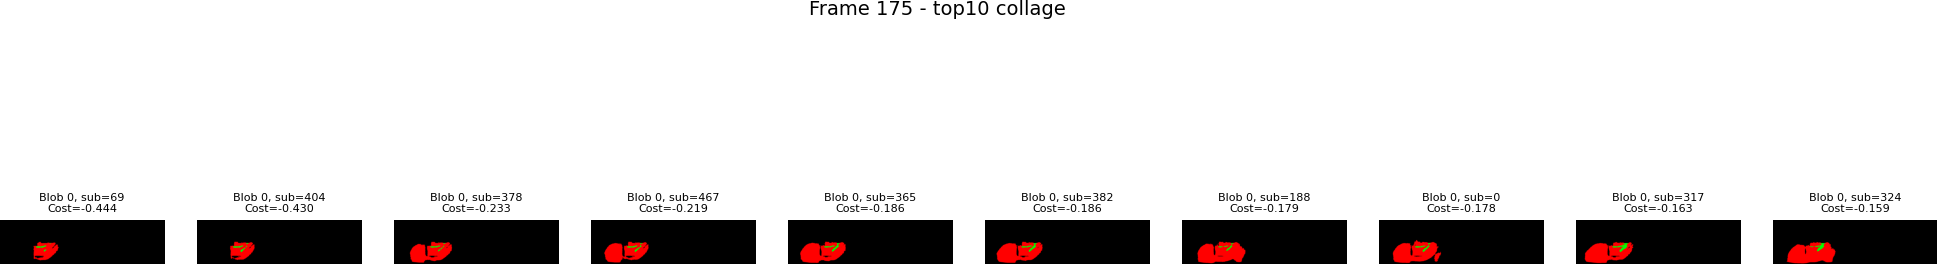 Frame 175 - top10 collage
Blob 0, sub=69
Cost=-0.444
Blob 0, sub=404
Cost=-0.430
Blob 0, sub=378
Cost=-0.233
Blob 0, sub=467
Cost=-0.219
Blob 0, sub=365
Cost=-0.186
Blob 0, sub=382
Cost=-0.186
Blob 0, sub=188
Cost=-0.179
Blob 0, sub=0
Cost=-0.178
Blob 0, sub=317
Cost=-0.163
Blob 0, sub=324
Cost=-0.159